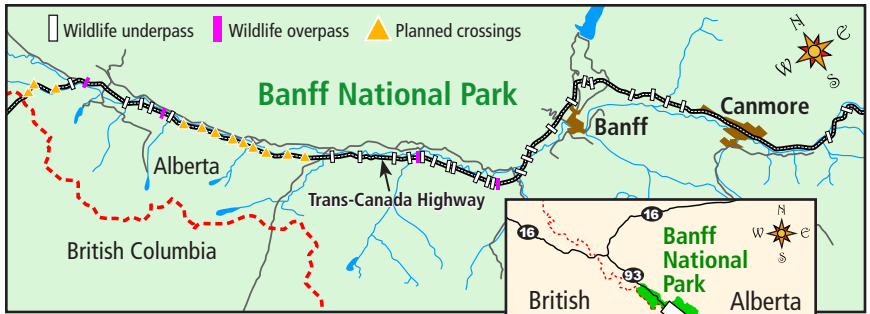 Wildlife underpass
Wildlife overpass
Planned crossings
N
E
S
W
Banff National Park
Canmore
Banff
Alberta
Trans-Canada Highway
British Columbia
16
16
93
N
E
S
W
Banff
National
Park
British
Alberta